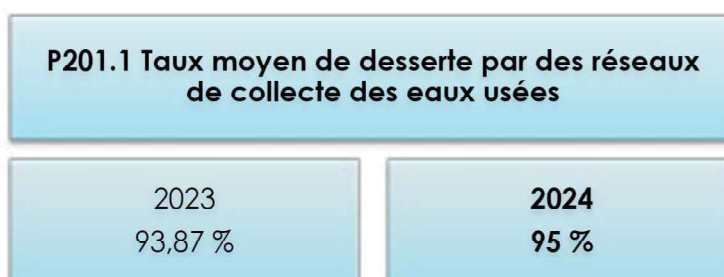 P201.1 Taux moyen de desserte par des réseaux
de collecte des eaux usées
2023
93,87 %
2024
95 %